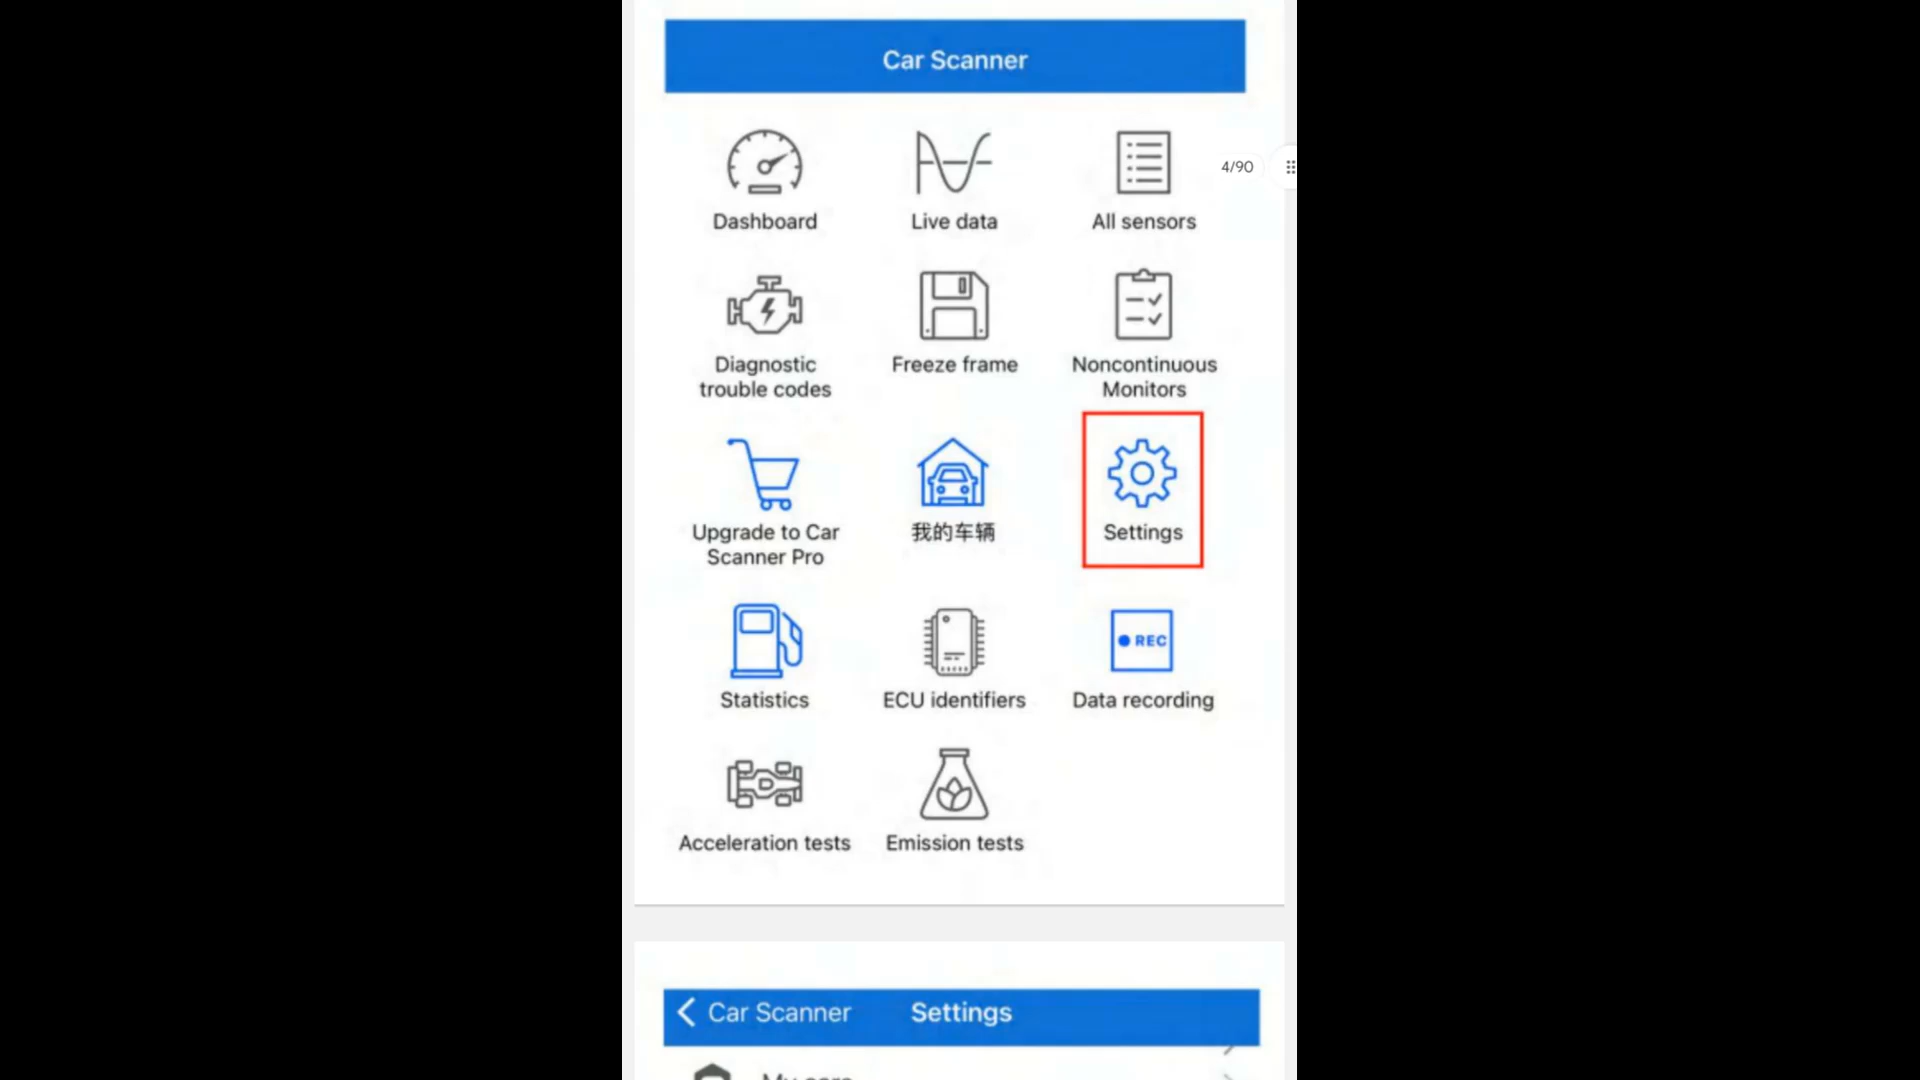 Car Scanner
4/90
Dashboard
Live data
All sensors
Diagnostic
trouble codes
Freeze frame
Noncontinuous
Monitors
Upgrade to Car
Scanner Pro
我的车辆
Settings
Statistics
ECU identifiers
REC
Data recording
Acceleration tests
Emission tests
Car Scanner
Settings
My cars